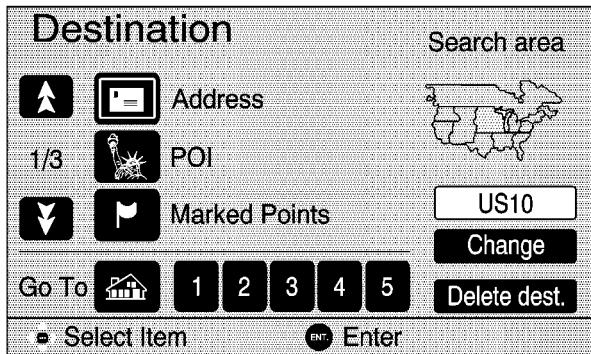 Destination
Search area
Address
1/3
POI
Marked Points
US10
Change
Go To
1 2 3 4 5
Delete dest.
Select Item
ENT. Enter